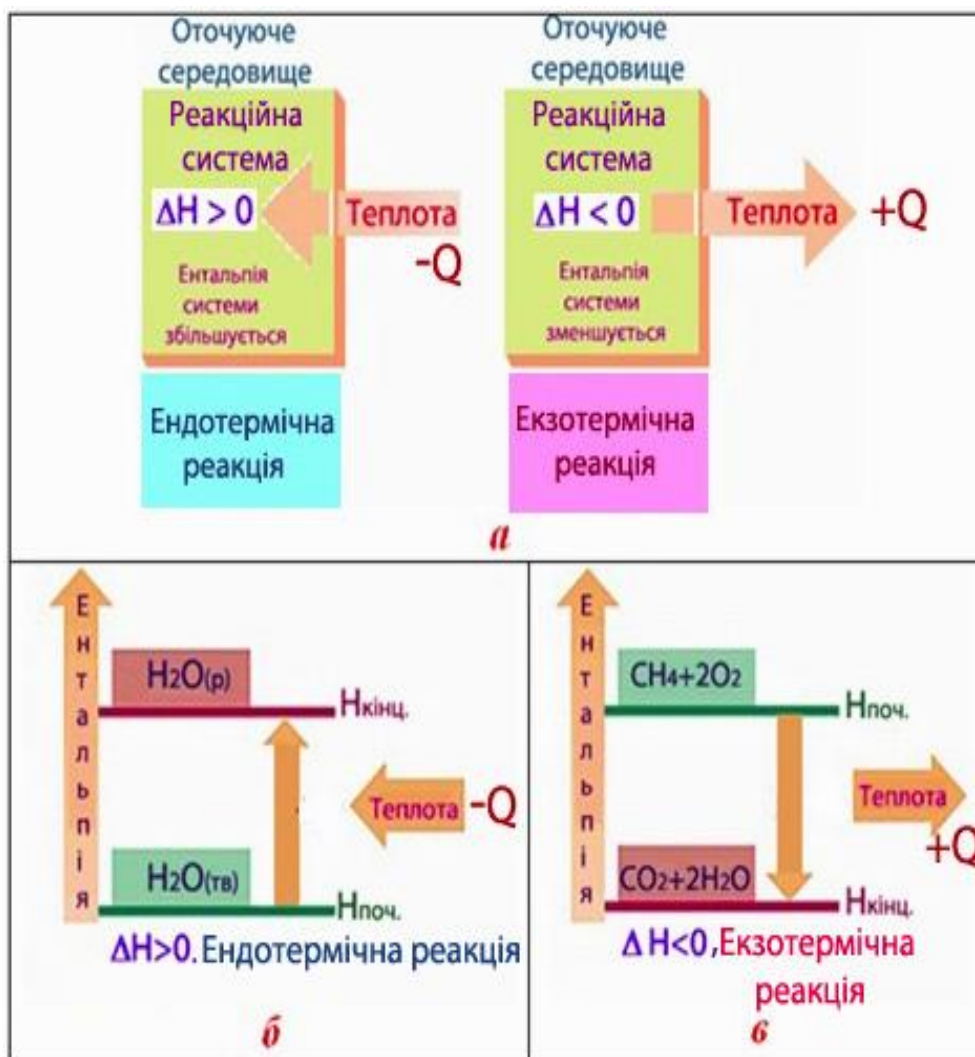 Оточуюче
середовище
Реакційна
система
ΔH > 0
Теплота
-Q
Ентальпія
системи
збільшується
Ендотермічна
реакція
Оточуюче
середовище
Реакційна
система
ΔH < 0
Теплота
+Q
Ентальпія
системи
зменшується
Екзотермічна
реакція
а
Ентальпія
H2O(р)
Hкінц.
Теплота -Q
H2O(тв)
Hпоч.
ΔH>0. Ендотермічна реакція
б
Ентальпія
CH4+2O2
Hпоч.
Теплота
+Q
CO2+2H2O
Hкінц.
ΔH<0, Екзотермічна
реакція
в